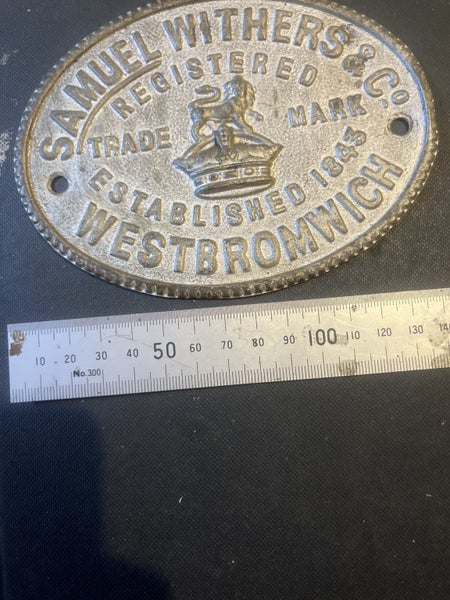 SAMUEL WITHERS & Co
REGISTERED
TRADE MARK
ESTABLISHED 1843
WESTBROMWICH
10 20 30 40 50 60 70 80 90 100 110 120 130
No.300